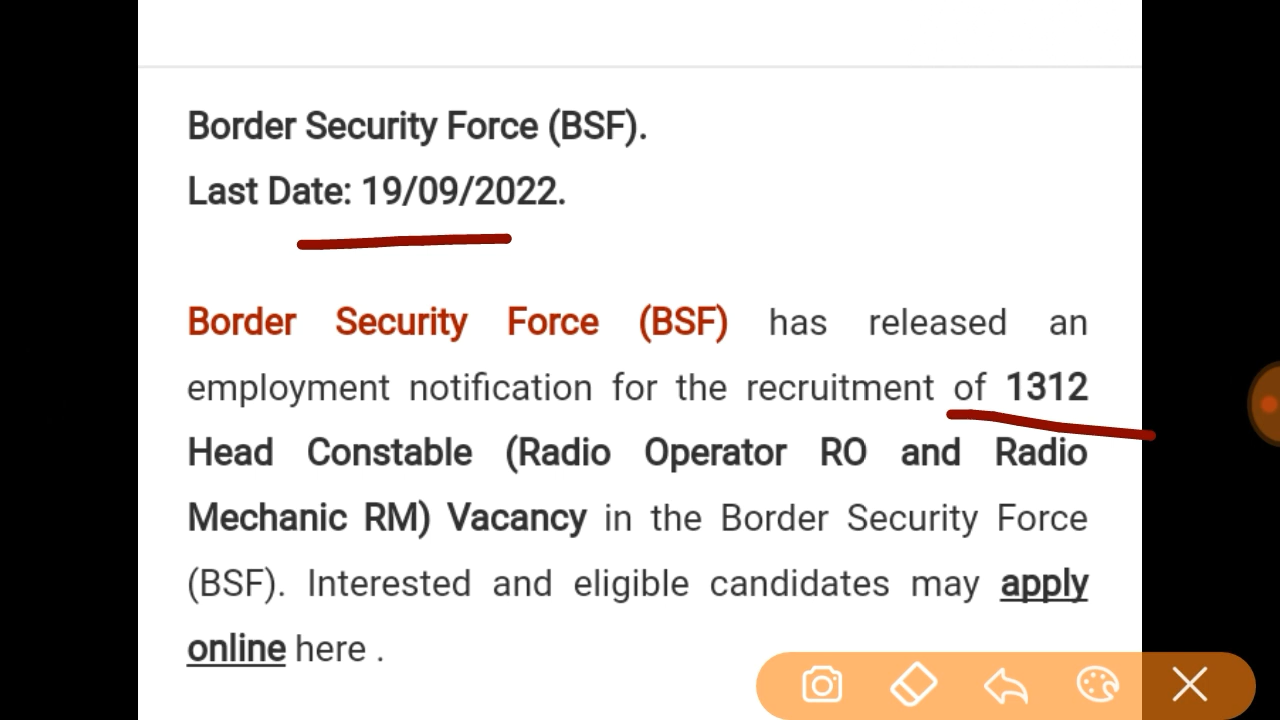 Border Security Force (BSF).
Last Date: 19/09/2022.
Border Security Force (BSF) has released an
employment notification for the recruitment of 1312
Head Constable (Radio Operator RO and Radio
Mechanic RM) Vacancy in the Border Security Force
(BSF). Interested and eligible candidates may apply
online here .